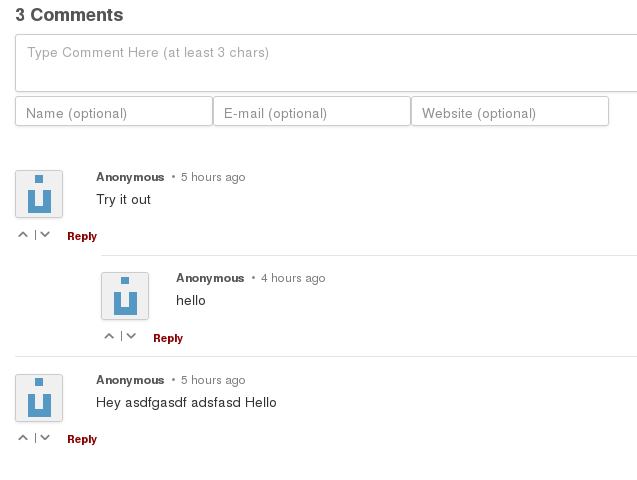 3 Comments
Type Comment Here (at least 3 chars)
Name (optional) E-mail (optional) Website (optional)
Anonymous • 5 hours ago
Try it out
| Reply
Anonymous • 4 hours ago
hello
| Reply
Anonymous • 5 hours ago
Hey asdfgasdf adsfasd Hello
| Reply